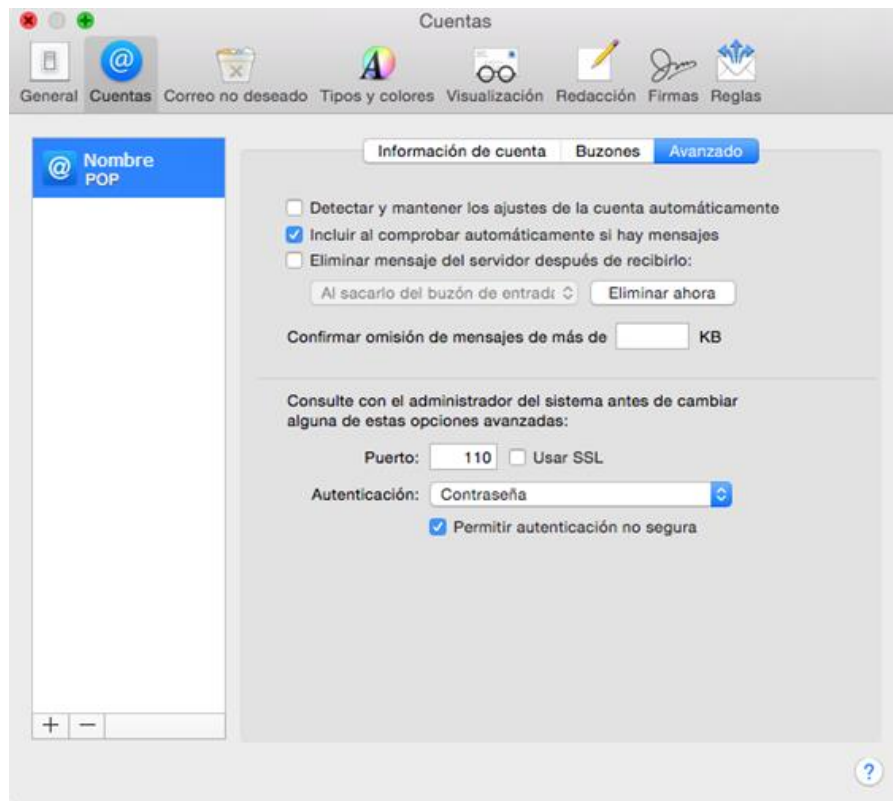 Cuentas
General Cuentas Correo no deseado Tipos y colores Visualización Redacción Firmas Reglas
Nombre
POP
Información de cuenta Buzones Avanzado
Detectar y mantener los ajustes de la cuenta automáticamente
Incluir al comprobar automáticamente si hay mensajes
Eliminar mensaje del servidor después de recibirlo:
Al sacarlo del buzón de entrada Eliminar ahora
Confirmar omisión de mensajes de más de KB
Consulte con el administrador del sistema antes de cambiar
alguna de estas opciones avanzadas:
Puerto: 110 Usar SSL
Autenticación: Contraseña
Permitir autenticación no segura
+ −
?